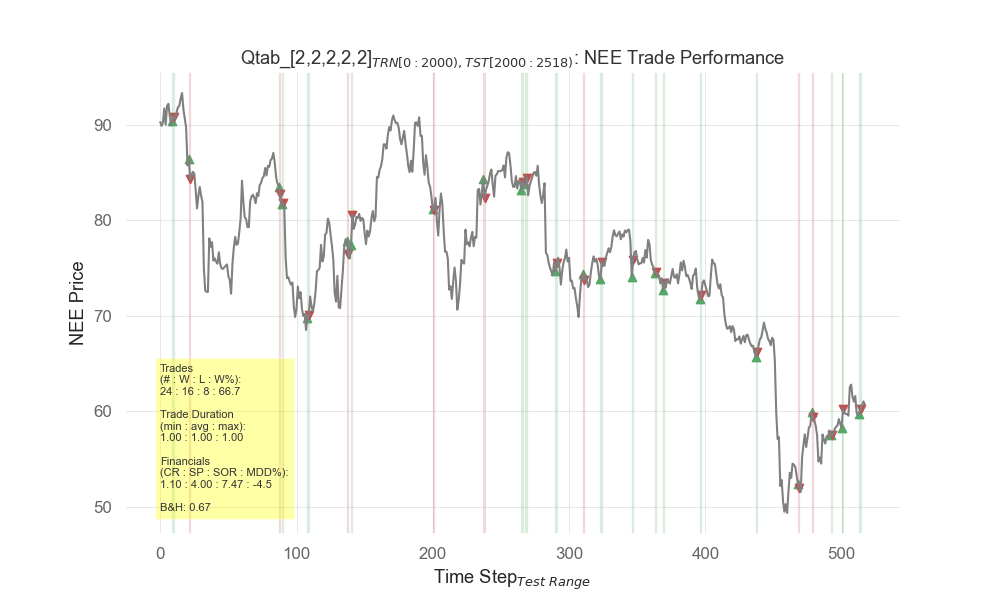 Qtab_[2,2,2,2,2]TRN[0 : 2000), TST[2000 : 2518): NEE Trade Performance
NEE Price
90
80
70
60
50
Trades
(# : W : L : W%):
24 : 16 : 8 : 66.7
Trade Duration
(min : avg : max):
1.00 : 1.00 : 1.00
Financials
(CR : SP : SOR : MDD%):
1.10 : 4.00 : 7.47 : -4.5
B&H: 0.67
0 100 200 300 400 500
Time StepTest Range